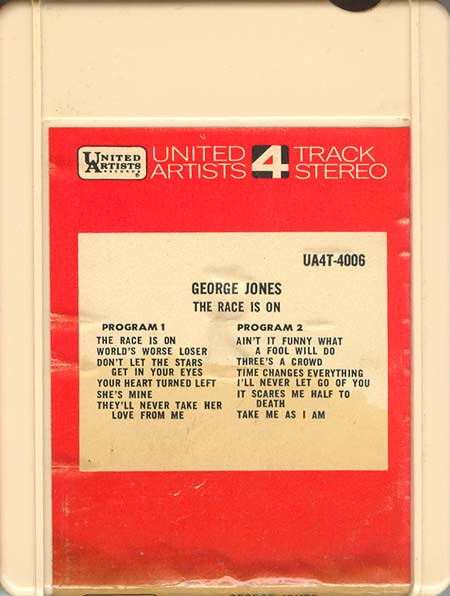 UNITED
ARTISTS
RECORDS
UNITED 4 TRACK
ARTISTS STEREO
UA4T-4006
GEORGE JONES
THE RACE IS ON
PROGRAM 1
THE RACE IS ON
WORLD'S WORSE LOSER
DON'T LET THE STARS
GET IN YOUR EYES
YOUR HEART TURNED LEFT
SHE'S MINE
THEY'LL NEVER TAKE HER
LOVE FROM ME
PROGRAM 2
AIN'T IT FUNNY WHAT
A FOOL WILL DO
THREE'S A CROWD
TIME CHANGES EVERYTHING
I'LL NEVER LET GO OF YOU
IT SCARES ME HALF TO
DEATH
TAKE ME AS I AM
GEORGE JONES